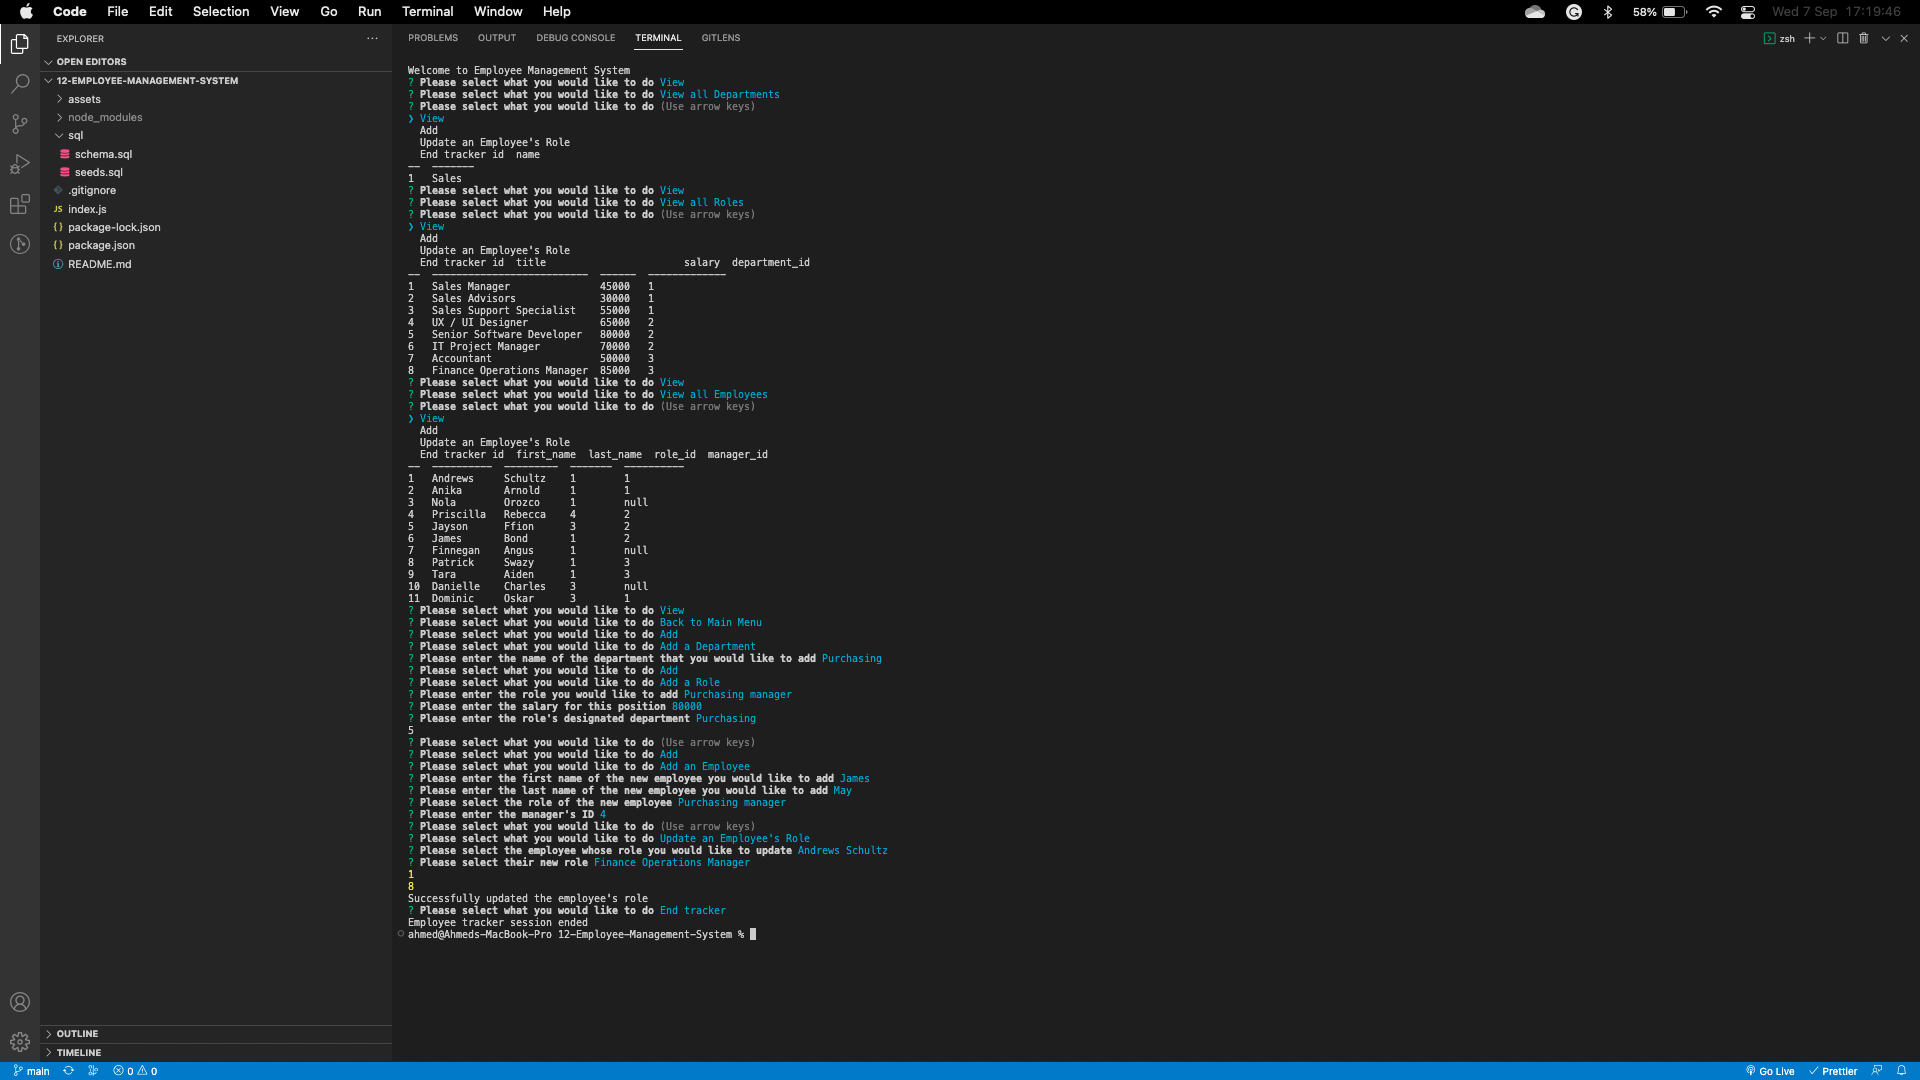 Code File Edit Selection View Go Run Terminal Window Help
58% Wed 7 Sep 17:19:46
EXPLORER
OPEN EDITORS
12-EMPLOYEE-MANAGEMENT-SYSTEM
assets
node_modules
sql
schema.sql
seeds.sql
.gitignore
JS index.js
{} package-lock.json
{} package.json
README.md
OUTLINE
TIMELINE
PROBLEMS OUTPUT DEBUG CONSOLE TERMINAL GITLENS
zsh
Welcome to Employee Management System
? Please select what you would like to do View
? Please select what you would like to do View all Departments
? Please select what you would like to do (Use arrow keys)
❯ View
Add
Update an Employee's Role
End tracker id  name
--  -------
1   Sales
? Please select what you would like to do View
? Please select what you would like to do View all Roles
? Please select what you would like to do (Use arrow keys)
❯ View
Add
Update an Employee's Role
End tracker id  title                       salary  department_id
--  --------------------------  ------  -------------
1   Sales Manager               45000   1
2   Sales Advisors              30000   1
3   Sales Support Specialist    55000   1
4   UX / UI Designer            65000   2
5   Senior Software Developer   80000   2
6   IT Project Manager          70000   2
7   Accountant                  50000   3
8   Finance Operations Manager  85000   3
? Please select what you would like to do View
? Please select what you would like to do View all Employees
? Please select what you would like to do (Use arrow keys)
❯ View
Add
Update an Employee's Role
End tracker id  first_name  last_name  role_id  manager_id
--  ----------  ---------  -------  ----------
1   Andrews     Schultz    1        1
2   Anika       Arnold     1        1
3   Nola        Orozco     1        null
4   Priscilla   Rebecca    4        2
5   Jayson      Ffion      3        2
6   James       Bond       1        2
7   Finnegan    Angus      1        null
8   Patrick     Swazy      1        3
9   Tara        Aiden      1        3
10  Danielle    Charles    3        null
11  Dominic     Oskar      3        1
? Please select what you would like to do View
? Please select what you would like to do Back to Main Menu
? Please select what you would like to do Add
? Please select what you would like to do Add a Department
? Please enter the name of the department that you would like to add Purchasing
? Please select what you would like to do Add
? Please select what you would like to do Add a Role
? Please enter the role you would like to add Purchasing manager
? Please enter the salary for this position 80000
? Please enter the role's designated department Purchasing
5
? Please select what you would like to do (Use arrow keys)
? Please select what you would like to do Add
? Please select what you would like to do Add an Employee
? Please enter the first name of the new employee you would like to add James
? Please enter the last name of the new employee you would like to add May
? Please select the role of the new employee Purchasing manager
? Please enter the manager's ID 4
? Please select what you would like to do (Use arrow keys)
? Please select what you would like to do Update an Employee's Role
? Please select the employee whose role you would like to update Andrews Schultz
? Please select their new role Finance Operations Manager
1
8
Successfully updated the employee's role
? Please select what you would like to do End tracker
Employee tracker session ended
ahmed@Ahmeds-MacBook-Pro 12-Employee-Management-System %
main 0 0 Go Live Prettier